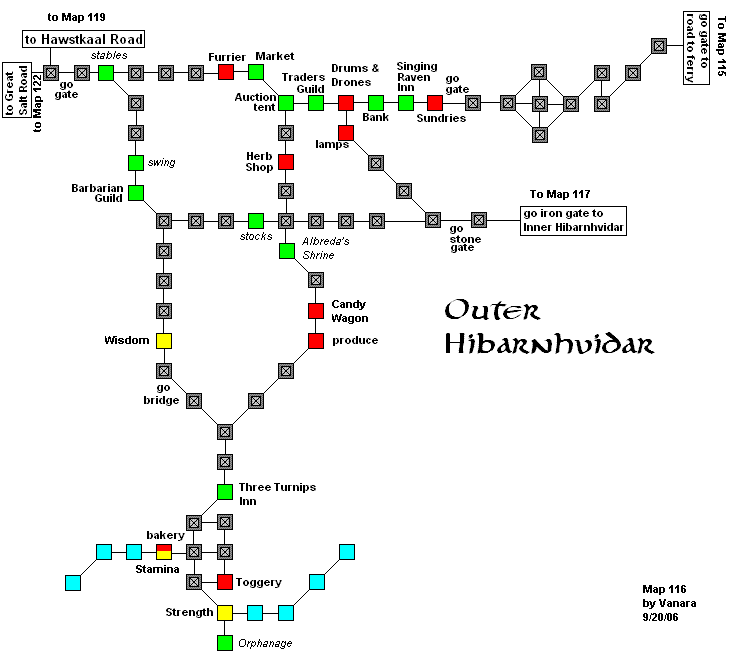 to Map 119
to Hawstkaal Road
to Great
Salt Road
to Map 122
go
gate
stables
Furrier
Market
Auction
tent
Traders
Guild
Drums &
Drones
lamps
Bank
Singing
Raven
Inn
Sundries
go
gate
To Map 115
go gate to
road to ferry
swing
Barbarian
Guild
Herb
Shop
stocks
Albreda's
Shrine
go
stone
gate
To Map 117
go iron gate to
Inner Hibarnhvidar
Outer
Hibarnhvidar
Candy
Wagon
produce
Wisdom
go
bridge
Three Turnips
Inn
bakery
Stamina
Toggery
Strength
Orphanage
Map 116
by Vanara
9/20/06